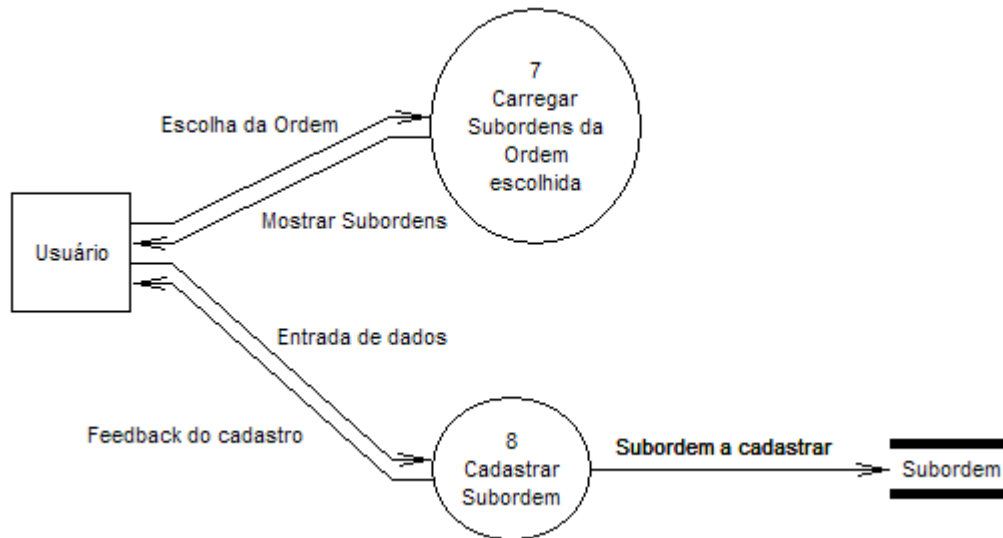 7
Carregar
Subordens da
Ordem
escolhida
Escolha da Ordem
Mostrar Subordens
Usuário
Entrada de dados
Feedback do cadastro
8
Cadastrar
Subordem
Subordem a cadastrar
Subordem